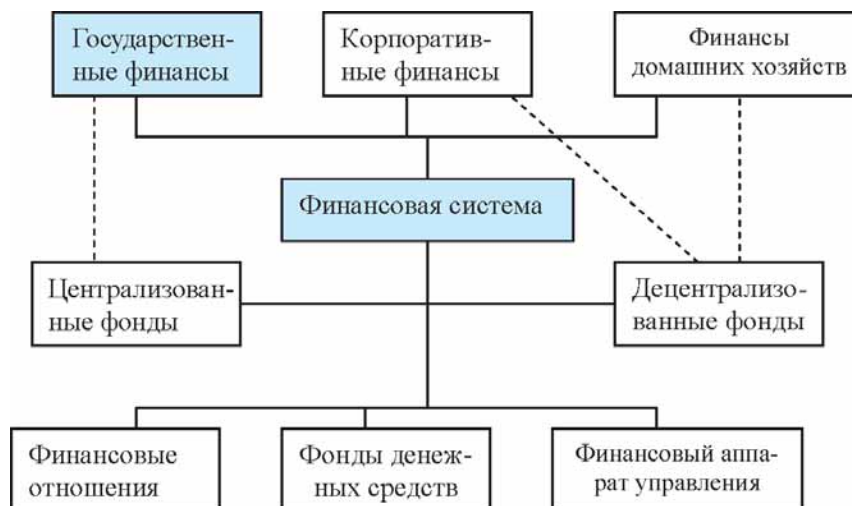 Государствен-
ные финансы
Корпоратив-
ные финансы
Финансы
домашних хозяйств
Финансовая система
Централизован-
ные фонды
Децентрализо-
ванные фонды
Финансовые
отношения
Фонды денеж-
ных средств
Финансовый аппа-
рат управления